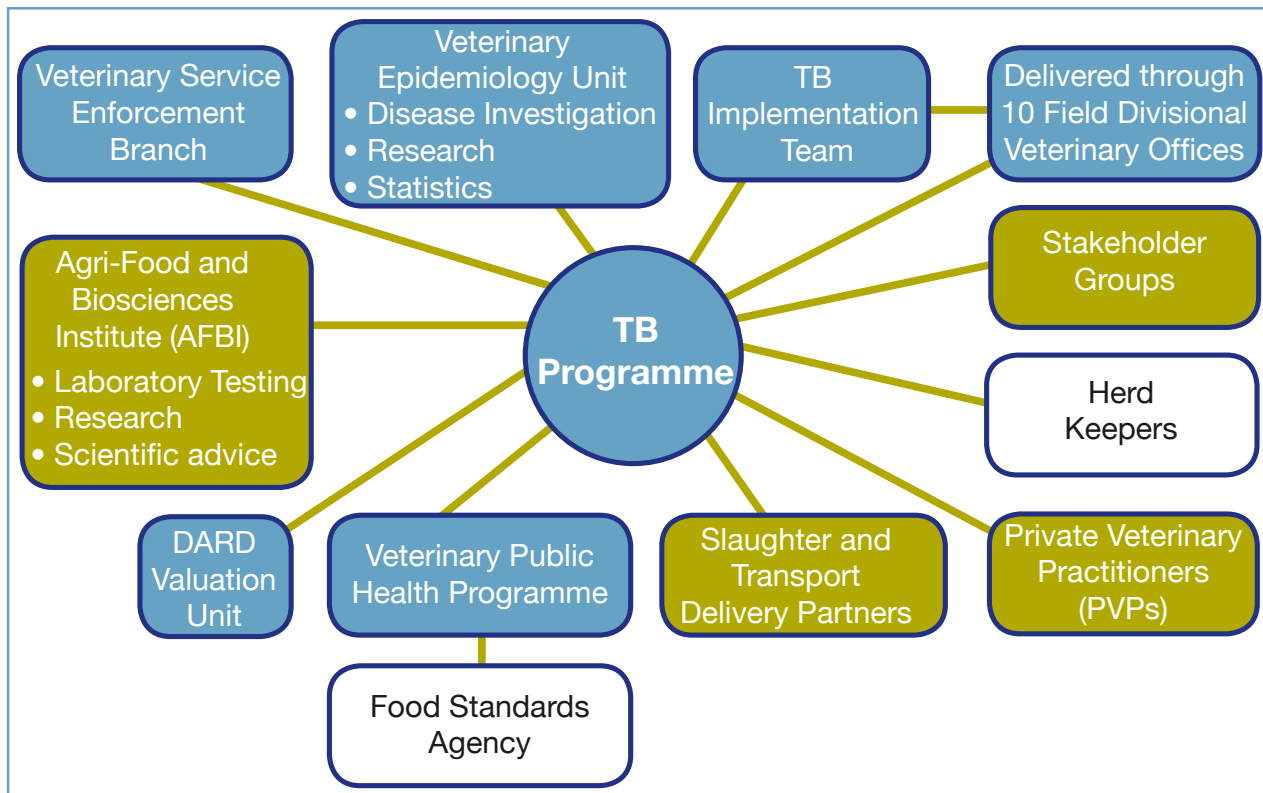 Veterinary Service
Enforcement
Branch
Veterinary
Epidemiology Unit
• Disease Investigation
• Research
• Statistics
TB
Implementation
Team
Delivered through
10 Field Divisional
Veterinary Offices
Agri-Food and
Biosciences
Institute (AFBI)
• Laboratory Testing
• Research
• Scientific advice
TB
Programme
Stakeholder
Groups
Herd
Keepers
DARD
Valuation
Unit
Veterinary Public
Health Programme
Slaughter and
Transport
Delivery Partners
Private Veterinary
Practitioners
(PVPs)
Food Standards
Agency